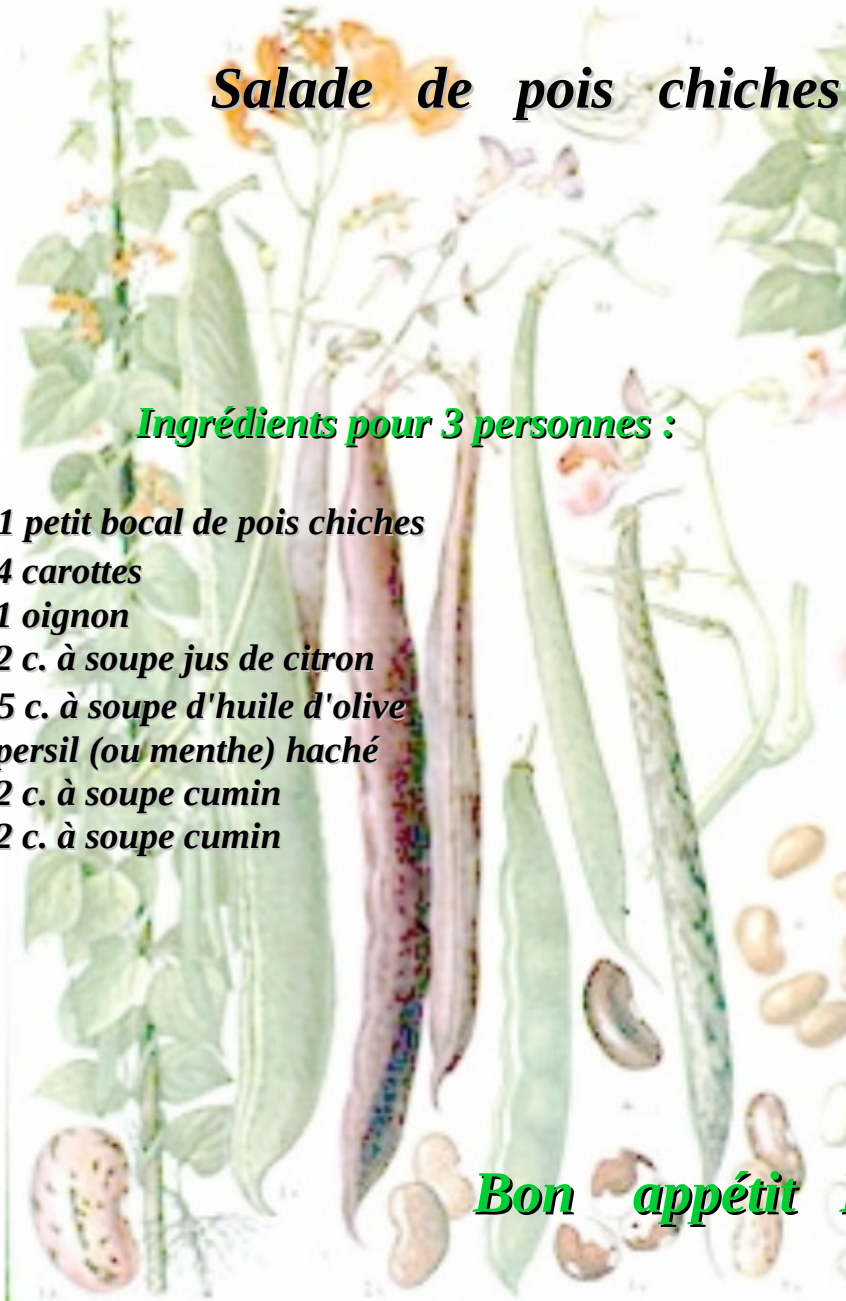 Salade de pois chiches
Ingrédients pour 3 personnes :
1 petit bocal de pois chiches
4 carottes
1 oignon
2 c. à soupe jus de citron
5 c. à soupe d'huile d'olive
persil (ou menthe) haché
2 c. à soupe cumin
2 c. à soupe cumin
Bon appétit